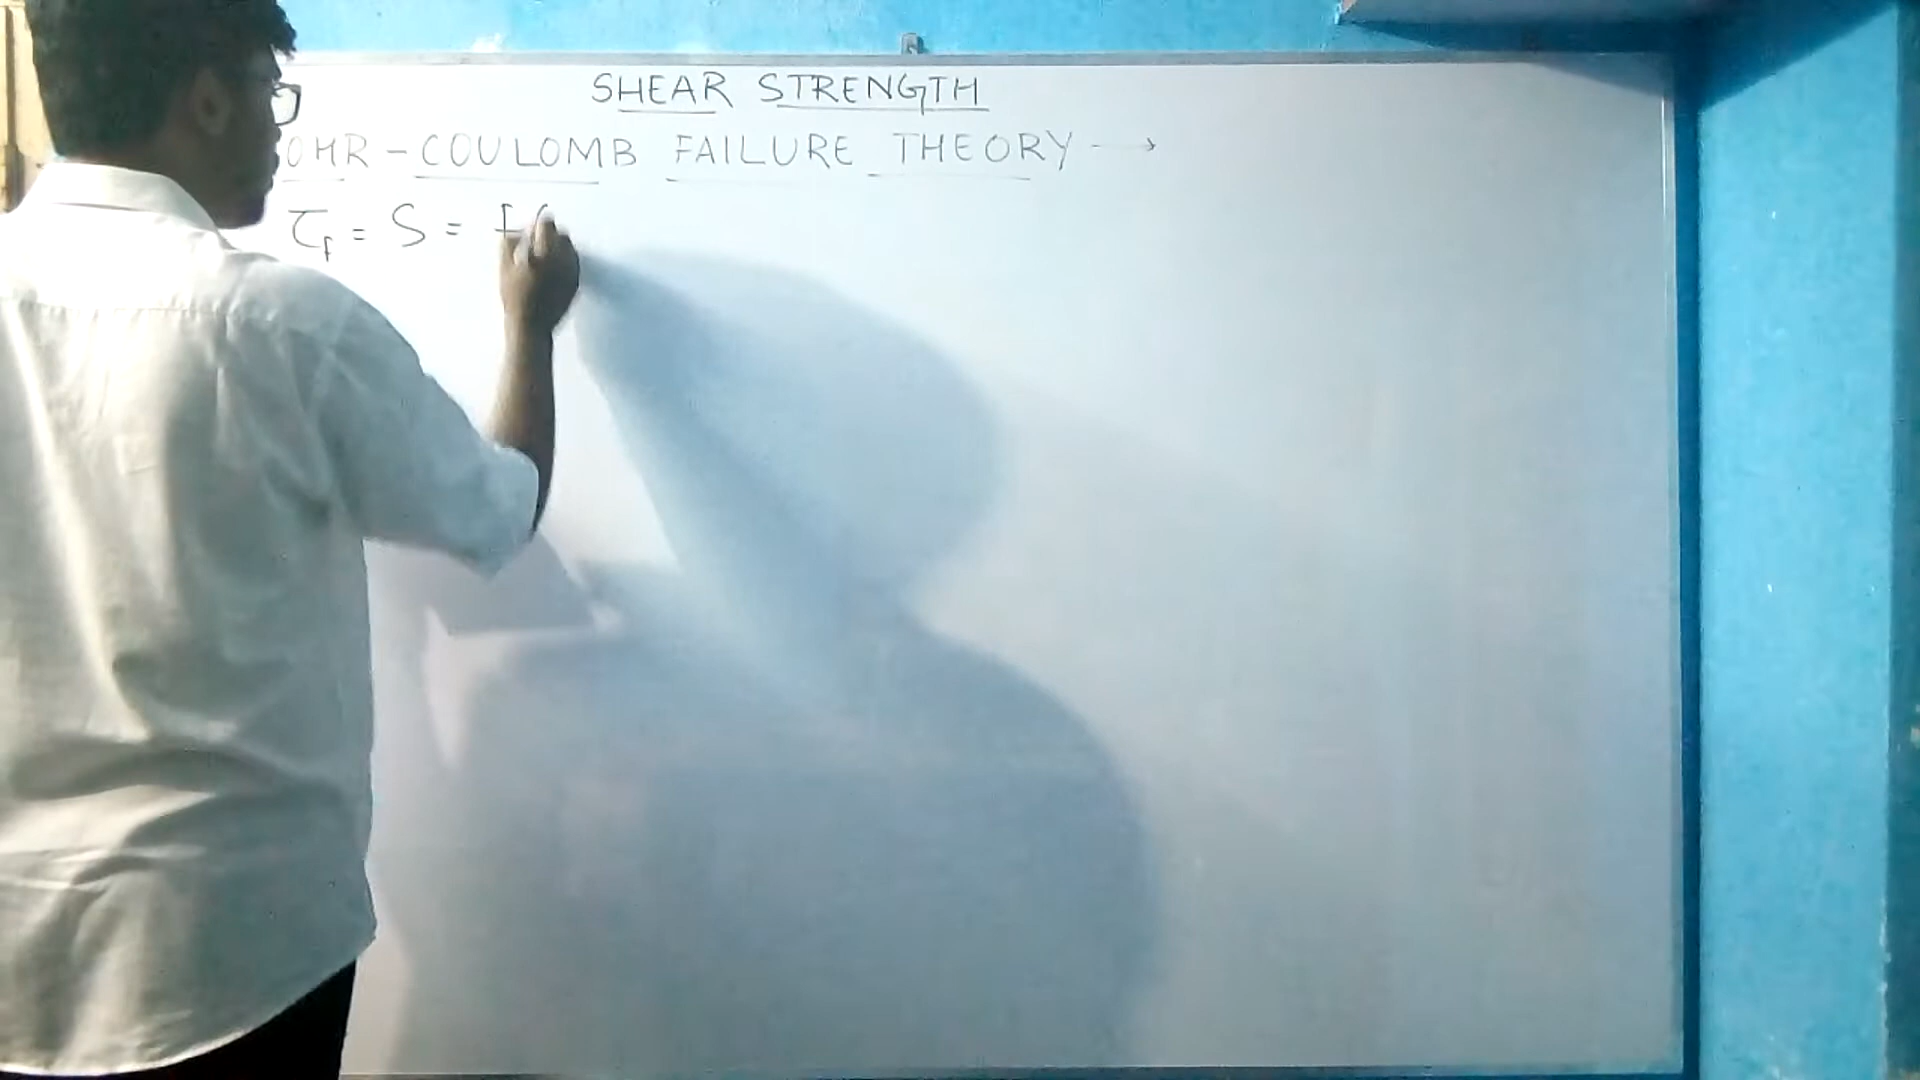 SHEAR STRENGTH
OHR - COULOMB FAILURE THEORY →
τf = S = f(